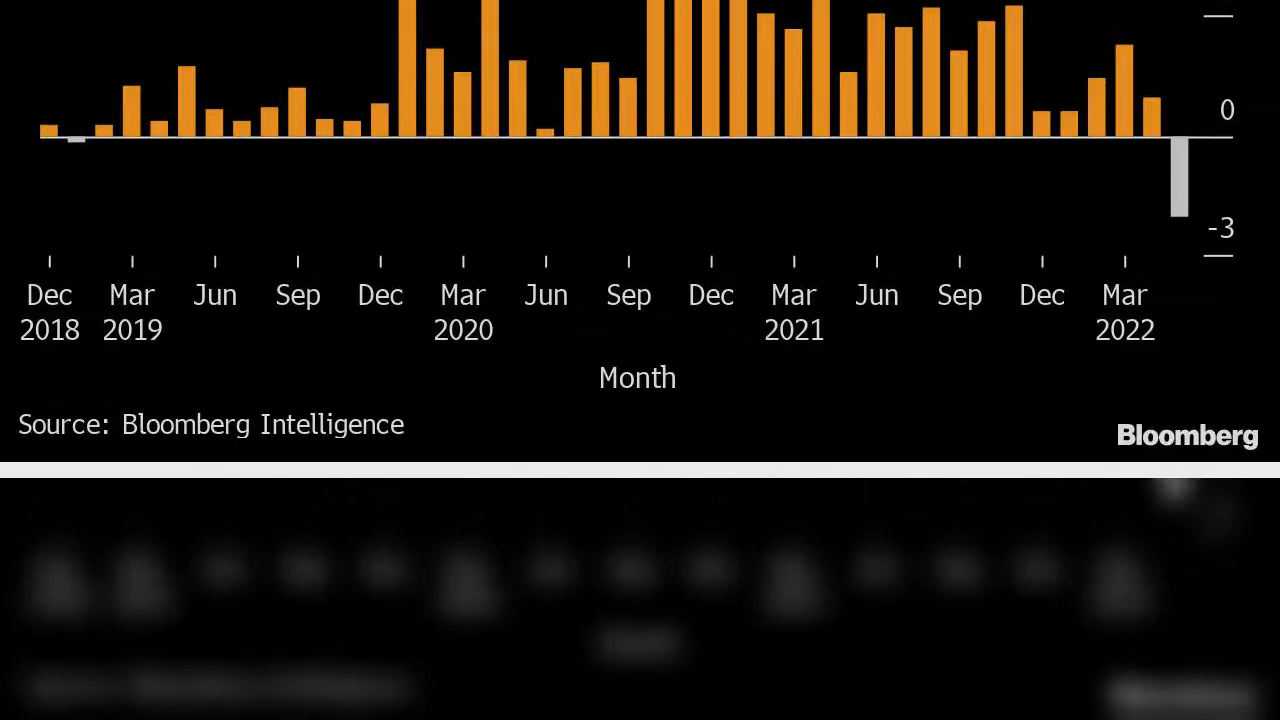 0
-3
Dec Mar Jun Sep Dec Mar Jun Sep Dec Mar Jun Sep Dec Mar
2018 2019 2020 2021 2022
Month
Source: Bloomberg Intelligence
Bloomberg